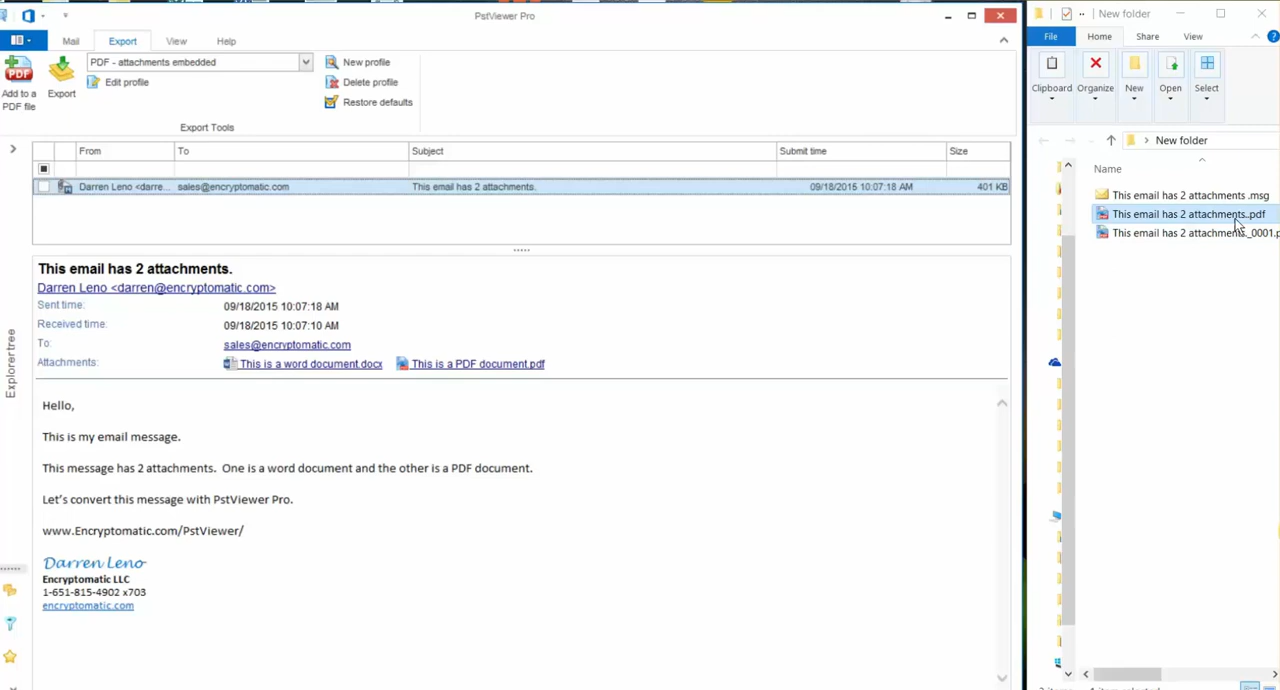 PstViewer Pro
Mail
Export
View
Help
Add to a
PDF file
Export
PDF - attachments embedded
Edit profile
New profile
Delete profile
Restore defaults
Export Tools
From
To
Subject
Submit time
Size
Darren Leno <darre...
sales@encryptomatic.com
This email has 2 attachments.
09/18/2015 10:07:18 AM
401 KB
This email has 2 attachments.
Darren Leno <darren@encryptomatic.com>
Sent time:
09/18/2015 10:07:18 AM
Received time:
09/18/2015 10:07:10 AM
To:
sales@encryptomatic.com
Attachments:
This is a word document.docx
This is a PDF document.pdf
Explorertree
Hello,
This is my email message.
This message has 2 attachments.  One is a word document and the other is a PDF document.
Let's convert this message with PstViewer Pro.
www.Encryptomatic.com/PstViewer/
Darren Leno
Encryptomatic LLC
1-651-815-4902 x703
encryptomatic.com
New folder
File
Home
Share
View
Clipboard
Organize
New
Open
Select
New folder
Name
This email has 2 attachments .msg
This email has 2 attachments..pdf
This email has 2 attachments._0001.p